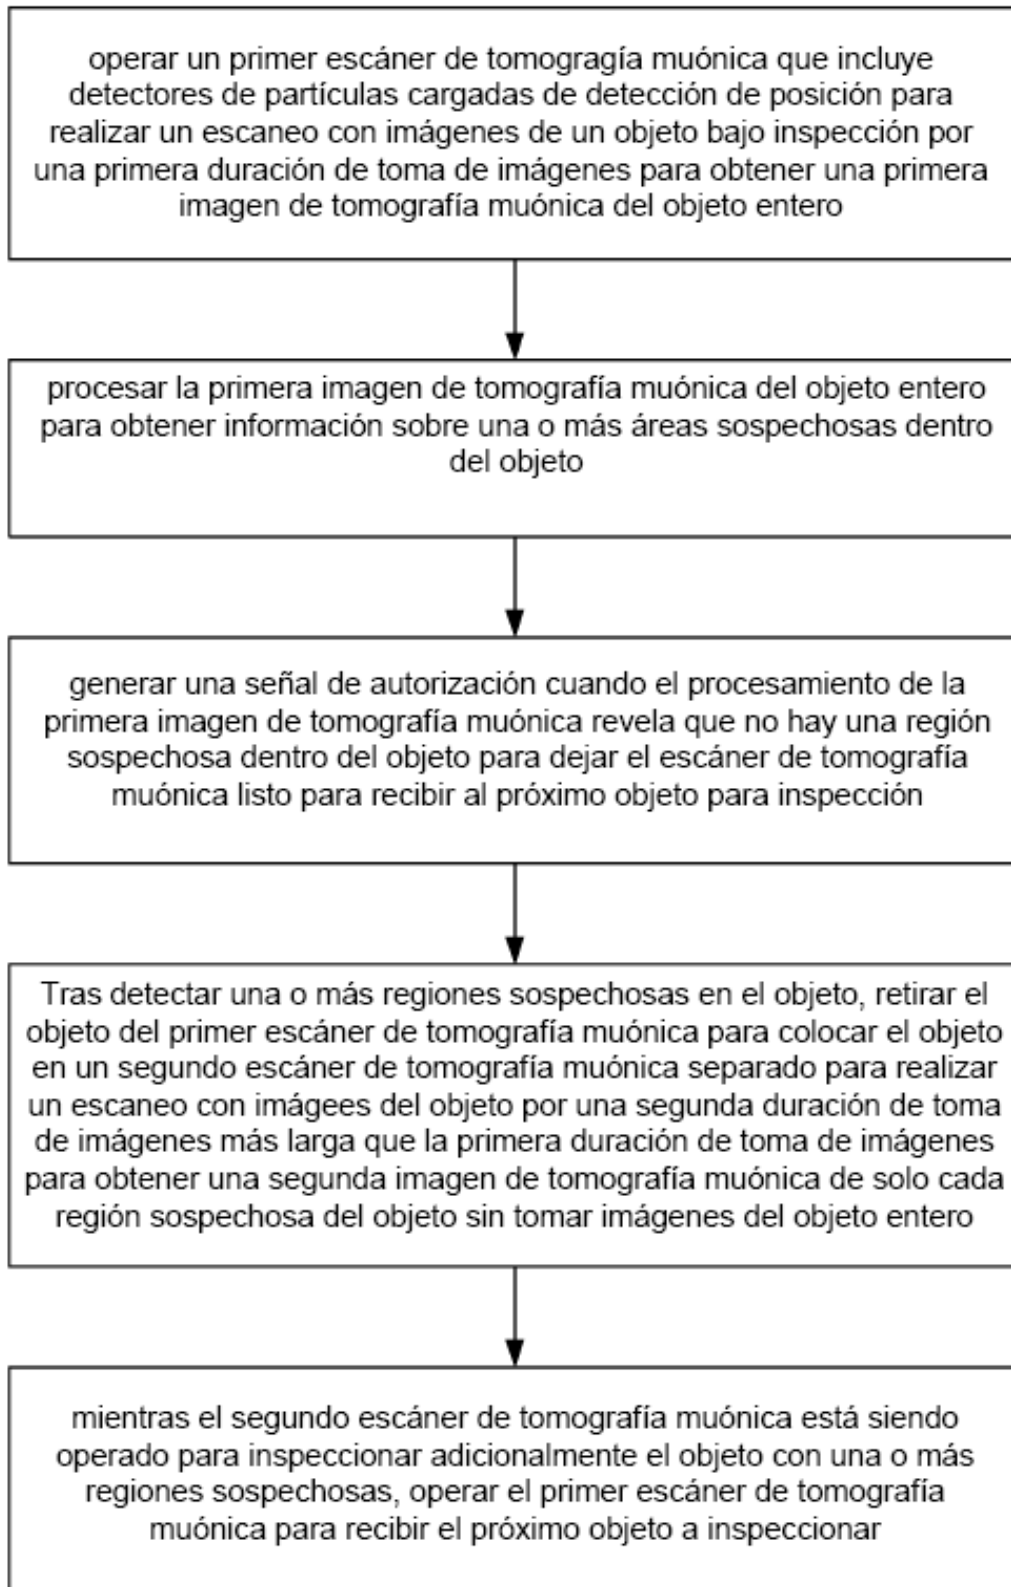 operar un primer escáner de tomogragía muónica que incluye
detectores de partículas cargadas de detección de posición para
realizar un escaneo con imágenes de un objeto bajo inspección por
una primera duración de toma de imágenes para obtener una primera
imagen de tomografía muónica del objeto entero
procesar la primera imagen de tomografía muónica del objeto entero
para obtener información sobre una o más áreas sospechosas dentro
del objeto
generar una señal de autorización cuando el procesamiento de la
primera imagen de tomografía muónica revela que no hay una región
sospechosa dentro del objeto para dejar el escáner de tomografía
muónica listo para recibir al próximo objeto para inspección
Tras detectar una o más regiones sospechosas en el objeto, retirar el
objeto del primer escáner de tomografía muónica para colocar el objeto
en un segundo escáner de tomografía muónica separado para realizar
un escaneo con imágees del objeto por una segunda duración de toma
de imágenes más larga que la primera duración de toma de imágenes
para obtener una segunda imagen de tomografía muónica de solo cada
región sospechosa del objeto sin tomar imágenes del objeto entero
mientras el segundo escáner de tomografía muónica está siendo
operado para inspeccionar adicionalmente el objeto con una o más
regiones sospechosas, operar el primer escáner de tomografía
muónica para recibir el próximo objeto a inspeccionar